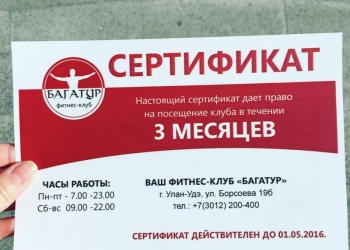 СЕРТИФИКАТ
БАГАТУР
фитнес-клуб
Настоящий сертификат дает право
на посещение клуба в течении
3 МЕСЯЦЕВ
ЧАСЫ РАБОТЫ:
Пн-пт - 7.00 -23.00
Сб-вс 09.00 -22.00
ВАШ ФИТНЕС-КЛУБ «БАГАТУР»
г. Улан-Удэ, ул. Борсоева 19б
тел.: +7(3012) 200-400
СЕРТИФИКАТ ДЕЙСТВИТЕЛЕН ДО 01.05.2016.